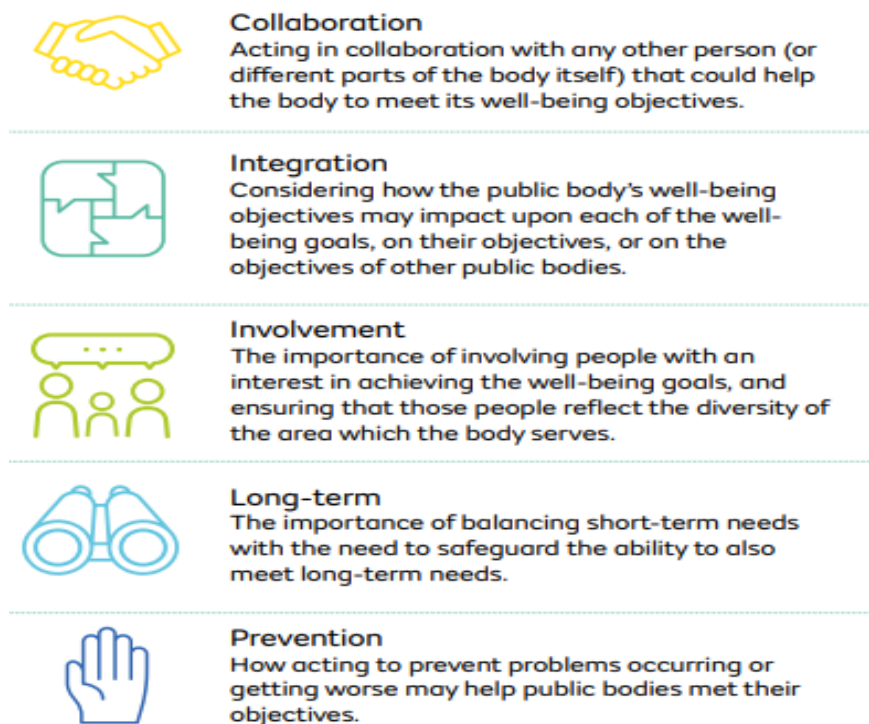 Collaboration
Acting in collaboration with any other person (or
different parts of the body itself) that could help
the body to meet its well-being objectives.
Integration
Considering how the public body's well-being
objectives may impact upon each of the well-
being goals, on their objectives, or on the
objectives of other public bodies.
Involvement
The importance of involving people with an
interest in achieving the well-being goals, and
ensuring that those people reflect the diversity of
the area which the body serves.
Long-term
The importance of balancing short-term needs
with the need to safeguard the ability to also
meet long-term needs.
Prevention
How acting to prevent problems occurring or
getting worse may help public bodies met their
objectives.